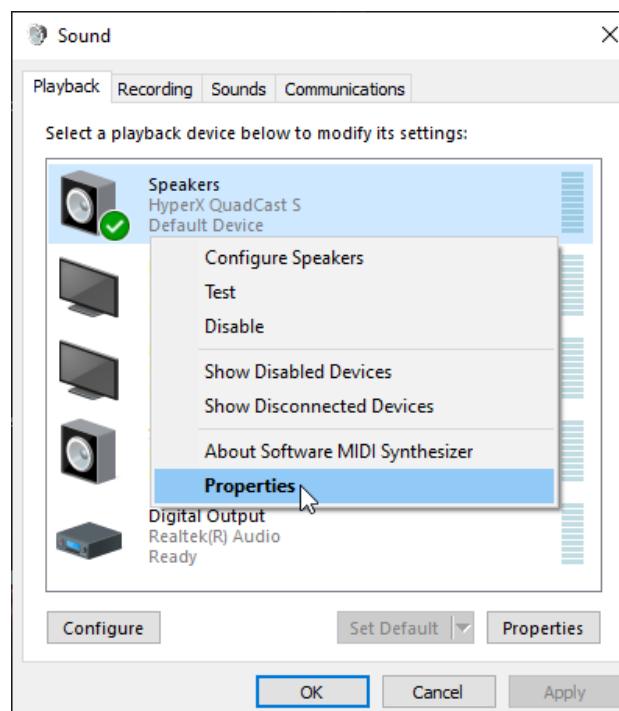 Sound
Playback Recording Sounds Communications
Select a playback device below to modify its settings:
Speakers
HyperX QuadCast S
Default Device
Configure Speakers
Test
Disable
Show Disabled Devices
Show Disconnected Devices
About Software MIDI Synthesizer
Properties
Digital Output
Realtek(R) Audio
Ready
Configure Set Default Properties
OK Cancel Apply